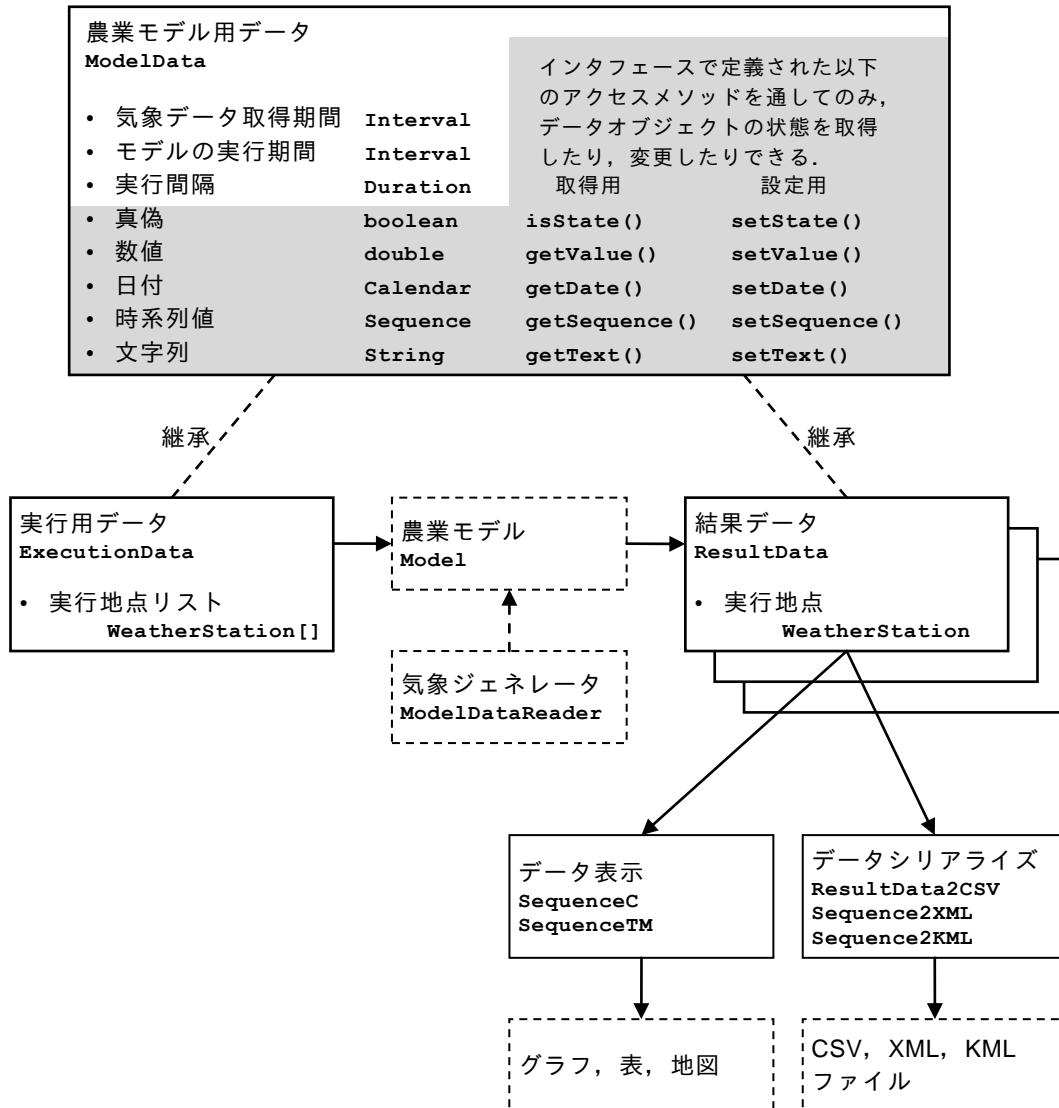 農業モデル用データ
ModelData
インタフェースで定義された以下
のアクセスメソッドを通してのみ，
データオブジェクトの状態を取得
したり，変更したりできる．
• 気象データ取得期間 Interval
• モデルの実行期間 Interval
• 実行間隔 Duration 取得用 設定用
• 真偽 boolean isState() setState()
• 数値 double getValue() setValue()
• 日付 Calendar getDate() setDate()
• 時系列値 Sequence getSequence() setSequence()
• 文字列 String getText() setText()
継承
継承
実行用データ
ExecutionData
• 実行地点リスト
WeatherStation[]
農業モデル
Model
結果データ
ResultData
• 実行地点
WeatherStation
気象ジェネレータ
ModelDataReader
データ表示
SequenceC
SequenceTM
データシリアライズ
ResultData2CSV
Sequence2XML
Sequence2KML
グラフ，表，地図
CSV，XML，KML
ファイル